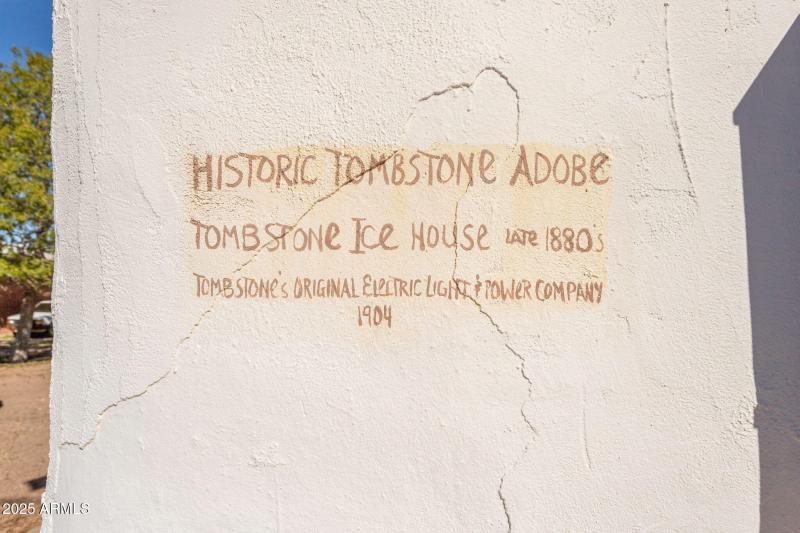 HISTORIC TOMBSTONE ADOBE
TOMBSTONE ICE HOUSE LATE 1880's
TOMBSTONE'S ORIGINAL ELECTRIC LIGHT & POWER COMPANY
1904
2025 ARMLS